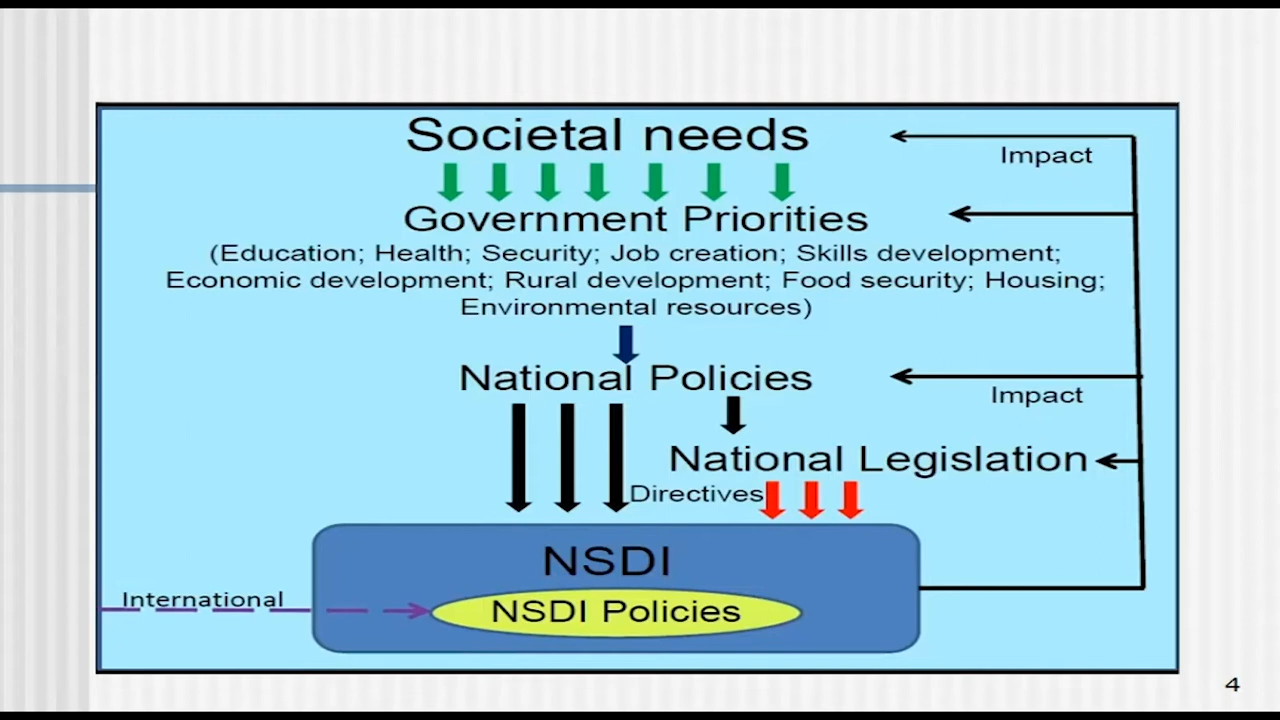 Societal needs
Impact
Government Priorities
(Education; Health; Security; Job creation; Skills development;
Economic development; Rural development; Food security; Housing;
Environmental resources)
National Policies
Impact
National Legislation
Directives
NSDI
International
NSDI Policies
4